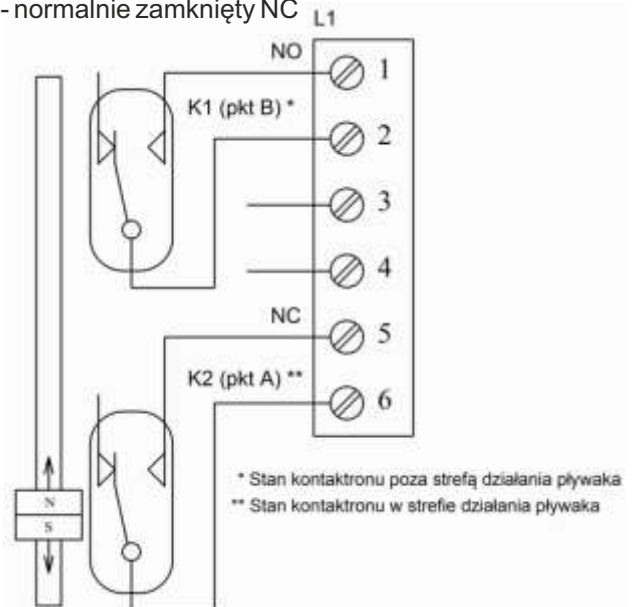 - normalnie zamknięty NC
L1
NO
1
K1 (pkt B) *
2
3
4
NC
5
K2 (pkt A) **
6
* Stan kontaktronu poza strefą działania pływaka
** Stan kontaktronu w strefie działania pływaka
N
S